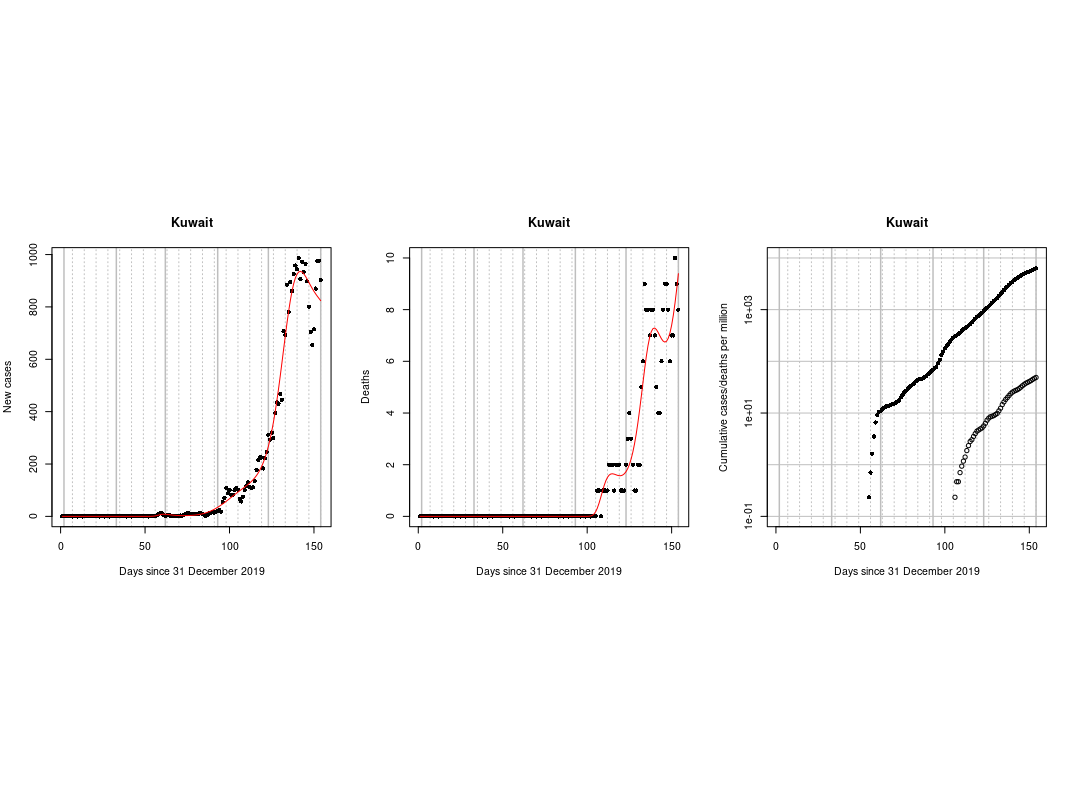 Kuwait
New cases
0
200
400
600
800
1000
0 50 100 150
Days since 31 December 2019
Kuwait
Deaths
0
2
4
6
8
10
0 50 100 150
Days since 31 December 2019
Kuwait
Cumulative cases/deaths per million
1e-01
1e+01
1e+03
0 50 100 150
Days since 31 December 2019